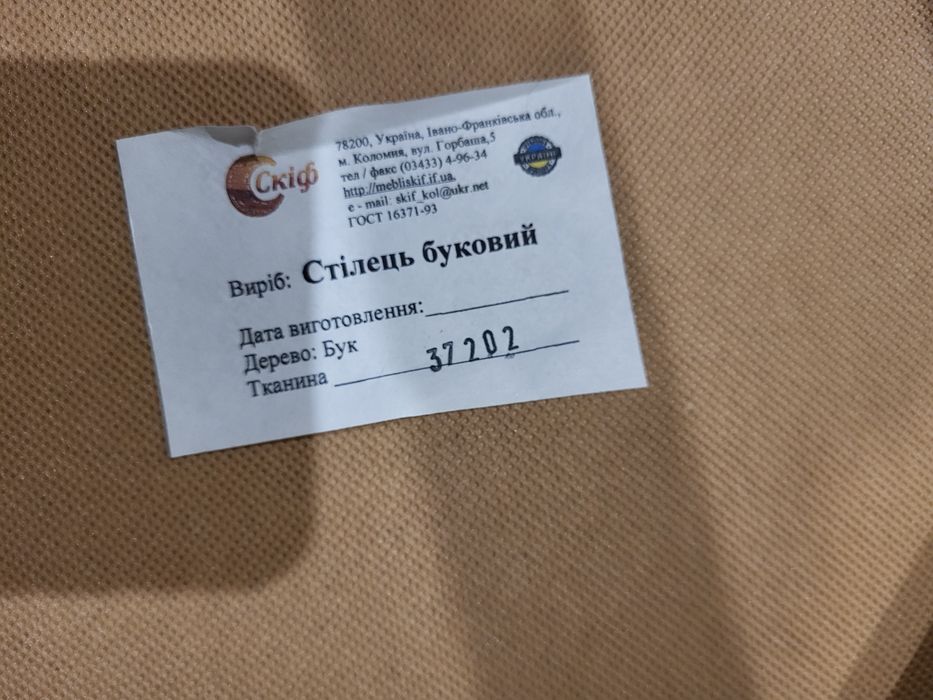 Скіф
78200, Україна, Івано-Франківська обл.,
м. Коломия, вул. Горбаша,5
тел / факс (03433) 4-96-34
http://mebliskif.if.ua,
e - mail: skif_kol@ukr.net
ГОСТ 16371-93
УКРАЇНІ
Виріб: Стілець буковий
Дата виготовлення:
Дерево: Бук
Тканина 37202